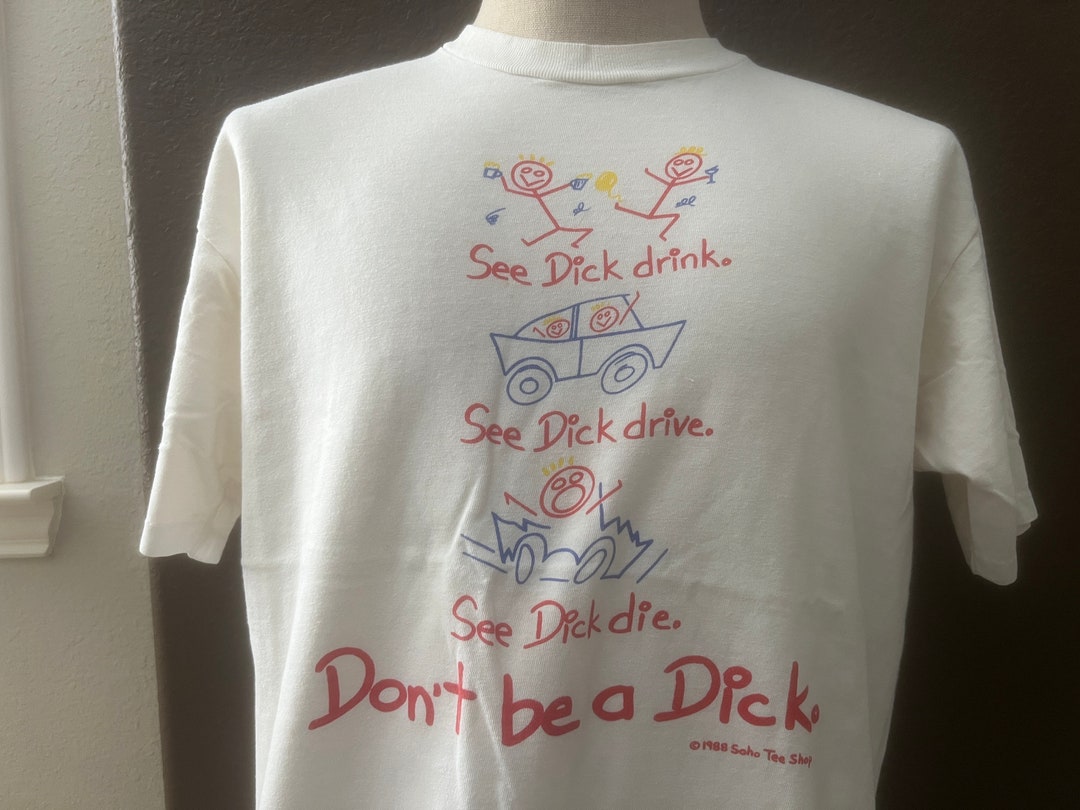 See Dick drink.
See Dick drive.
See Dick die.
Don't be a Dick.
©1988 Soho Tee Shop